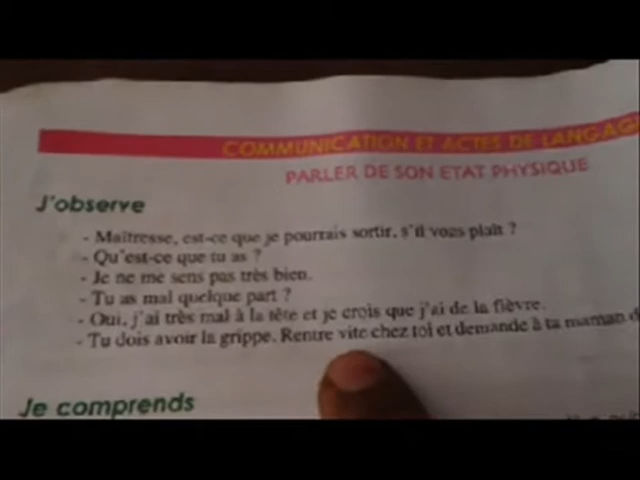 COMMUNICATION ET ACTES DE LANGAG
PARLER DE SON ETAT PHYSIQUE
J'observe
- Maîtresse, est-ce que je pourrais sortir, s'il vous plaît ?
- Qu'est-ce que tu as ?
- Je ne me sens pas très bien.
- Tu as mal quelque part ?
- Oui, j'ai très mal à la tête et je crois que j'ai de la fièvre.
- Tu dois avoir la grippe. Rentre vite chez toi et demande à ta maman d
Je comprends